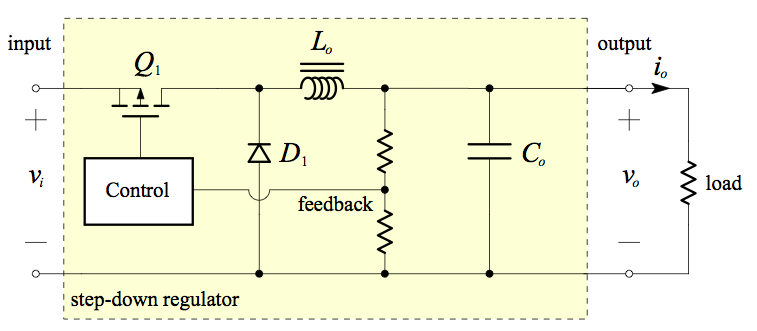 input
output
Q₁
Lₒ
iₒ
+
+
vᵢ
Control
D₁
feedback
Cₒ
vₒ
load
—
—
step-down regulator